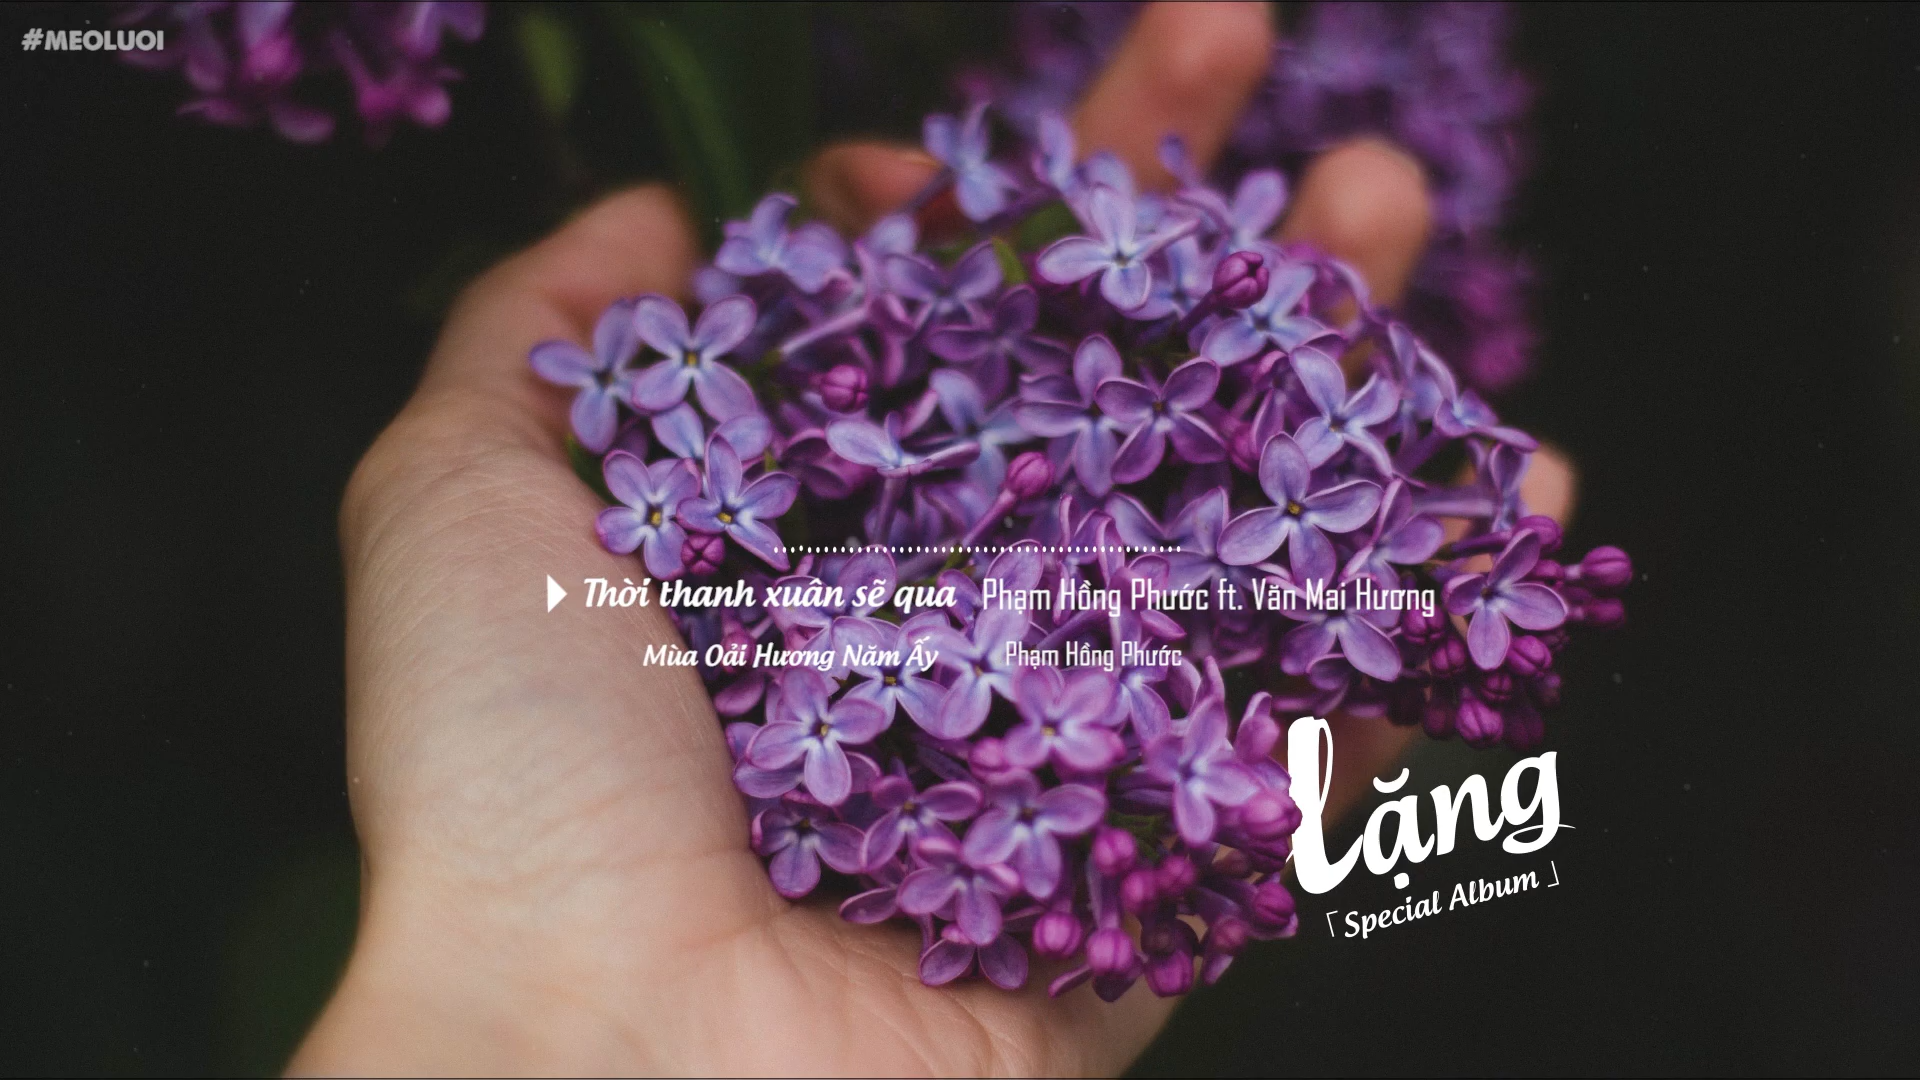 #MEOLUOI
Thời thanh xuân sẽ qua Phạm Hồng Phước ft. Văn Mai Hương
Mùa Oải Hương Năm Ấy Phạm Hồng Phước
Lặng
「Special Album」